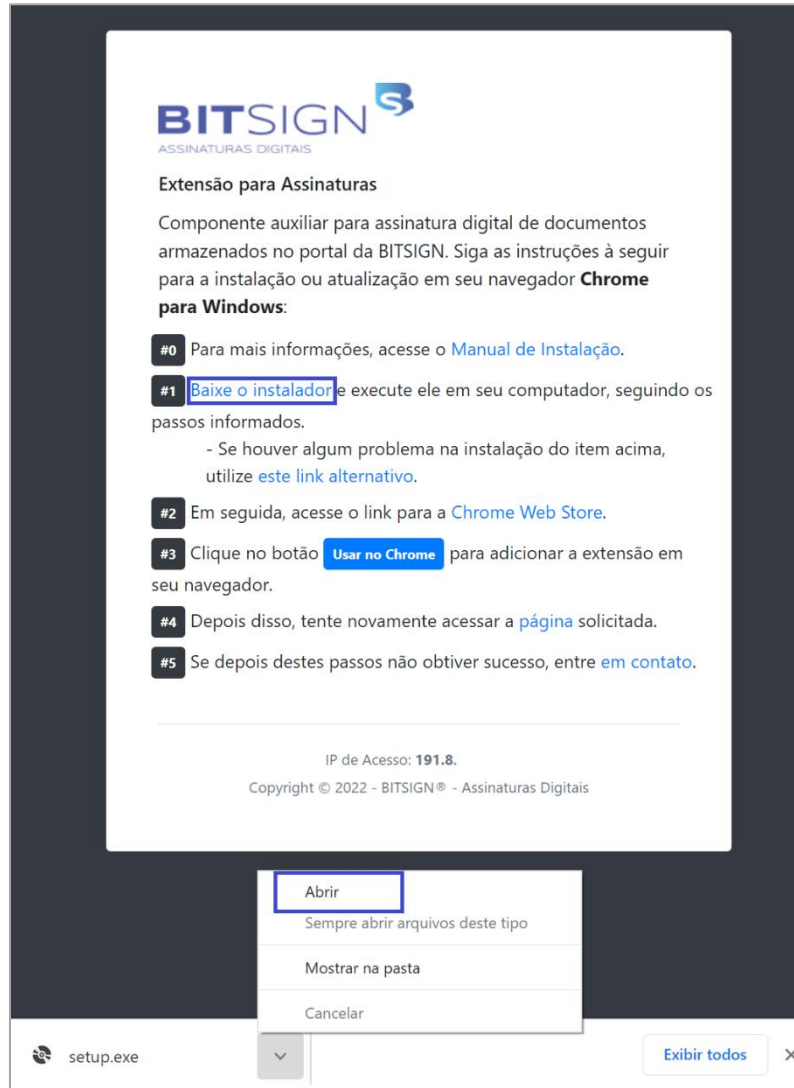 BITSIGN
ASSINATURAS DIGITAIS
Extensão para Assinaturas
Componente auxiliar para assinatura digital de documentos
armazenados no portal da BITSIGN. Siga as instruções à seguir
para a instalação ou atualização em seu navegador Chrome
para Windows:
#0 Para mais informações, acesse o Manual de Instalação.
#1 Baixe o instalador e execute ele em seu computador, seguindo os
passos informados.
- Se houver algum problema na instalação do item acima,
utilize este link alternativo.
#2 Em seguida, acesse o link para a Chrome Web Store.
#3 Clique no botão Usar no Chrome para adicionar a extensão em
seu navegador.
#4 Depois disso, tente novamente acessar a página solicitada.
#5 Se depois destes passos não obtiver sucesso, entre em contato.
IP de Acesso: 191.8.
Copyright © 2022 - BITSIGN® - Assinaturas Digitais
Abrir
Sempre abrir arquivos deste tipo
Mostrar na pasta
Cancelar
setup.exe
Exibir todos